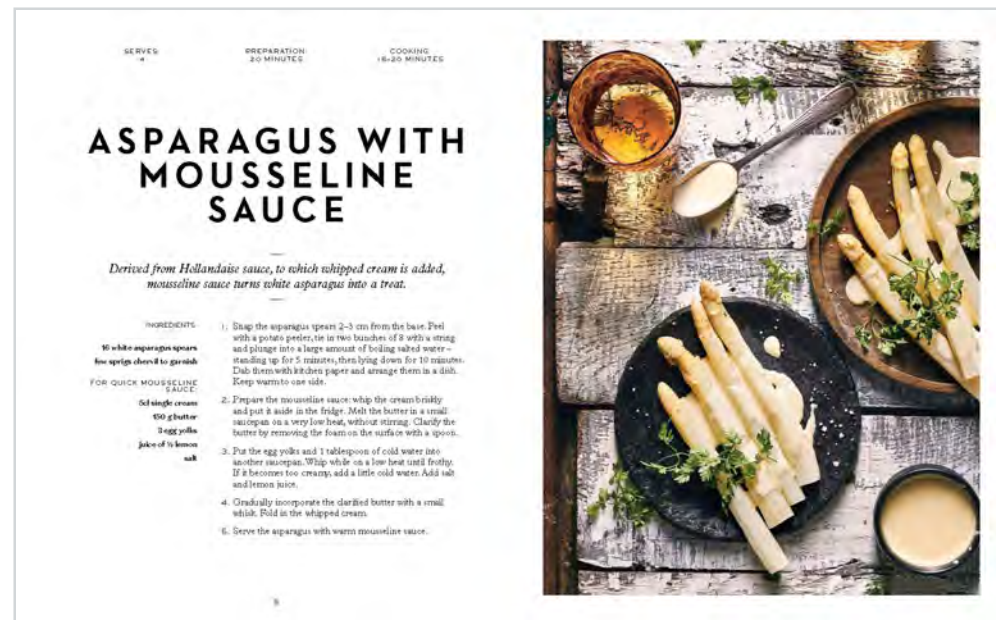 SERVES:
4
PREPARATION:
20 MINUTES
COOKING:
15-20 MINUTES
ASPARAGUS WITH
MOUSSELINE
SAUCE
Derived from Hollandaise sauce, to which whipped cream is added,
mousseline sauce turns white asparagus into a treat.
INGREDIENTS:
16 white asparagus spears
few sprigs chervil to garnish
FOR QUICK MOUSSELINE
SAUCE:
5cl single cream
150 g butter
egg yolks
juice of ½ lemon
salt
1. Snap the asparagus spears 2–3 cm from the base. Peel
with a potato peeler, tie in two bunches of 8 with a string
and plunge into a large amount of boiling salted water –
standing up for 5 minutes, then lying down for 10 minutes.
Dab them with kitchen paper and arrange them in a dish.
Keep warm to one side.
2. Prepare the mousseline sauce: whip the cream briskly
and put it aside in the fridge. Melt the butter in a small
saucepan on a very low heat, without stirring. Clarify the
butter by removing the foam on the surface with a spoon.
3. Put the egg yolks and 1 tablespoon of cold water into
another saucepan. Whip while on a low heat until frothy.
If it becomes too creamy, add a little cold water. Add salt
and lemon juice.
4. Gradually incorporate the clarified butter with a small
whisk. Fold in the whipped cream.
5. Serve the asparagus with warm mousseline sauce.